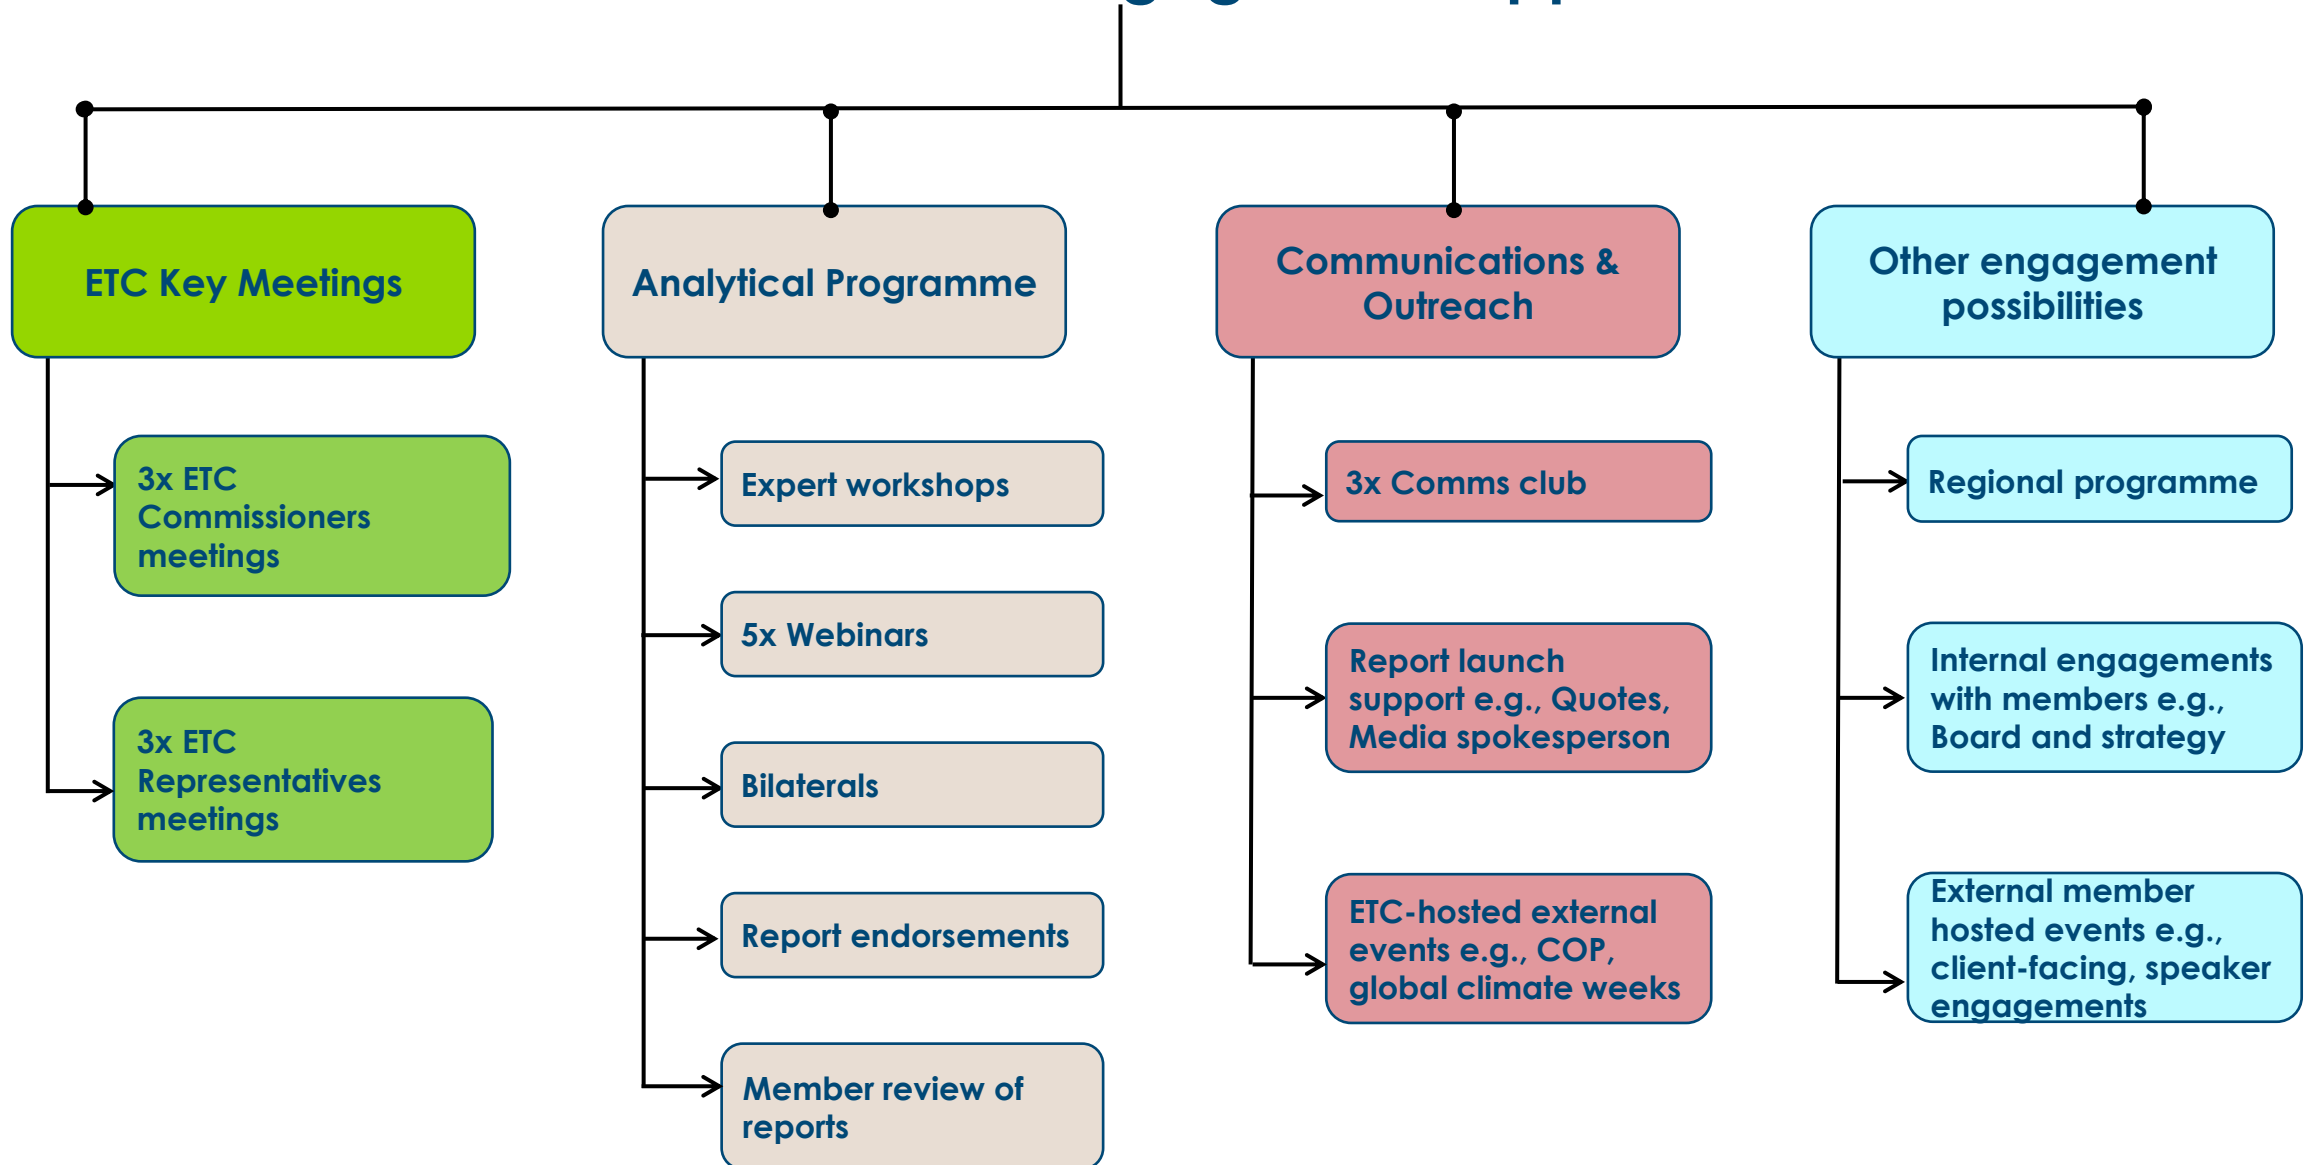 ETC Key Meetings
3x ETC
Commissioners
meetings
3x ETC
Representatives
meetings
Analytical Programme
Expert workshops
5x Webinars
Bilaterals
Report endorsements
Member review of
reports
Communications &
Outreach
3x Comms club
Report launch
support e.g., Quotes,
Media spokesperson
ETC-hosted external
events e.g., COP,
global climate weeks
Other engagement
possibilities
Regional programme
Internal engagements
with members e.g.,
Board and strategy
External member
hosted events e.g.,
client-facing, speaker
engagements